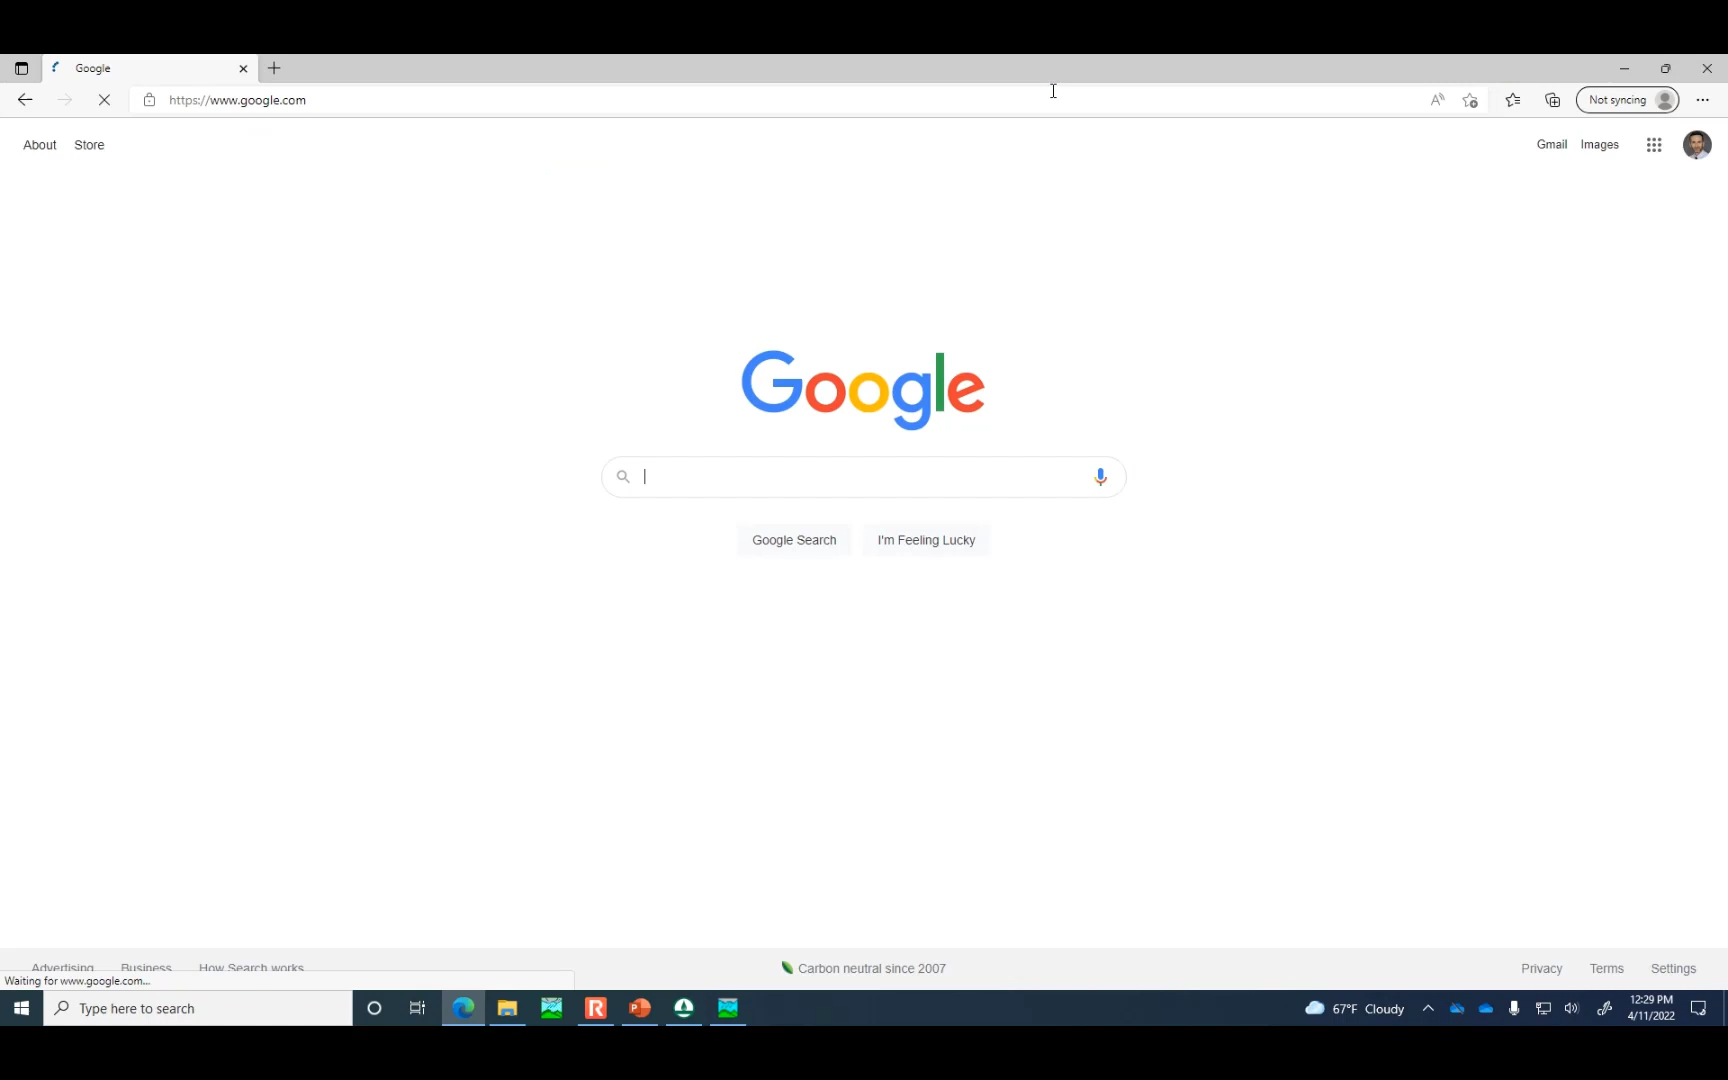 Google
https://www.google.com
Not syncing
About Store
Gmail Images
Google
Google Search I'm Feeling Lucky
Advertising Business How Search works
Carbon neutral since 2007
Privacy Terms Settings
Waiting for www.google.com...
Type here to search
67°F Cloudy
12:29 PM
4/11/2022